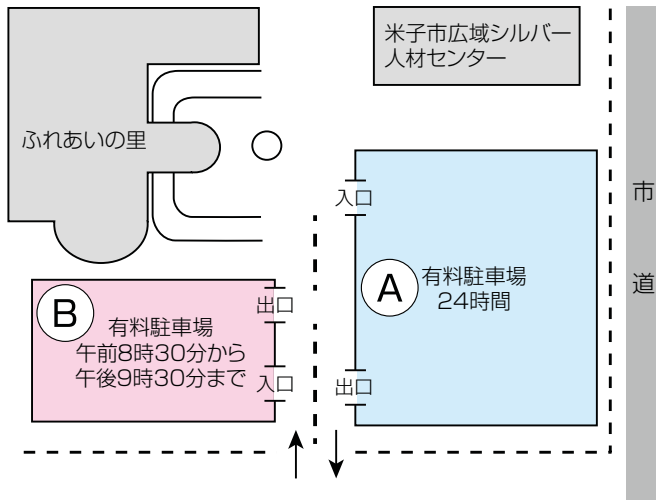 米子市広域シルバー
人材センター
ふれあいの里
入口
市
道
A
有料駐車場
24時間
出口
B
有料駐車場
午前8時30分から
午後9時30分まで
出口
入口